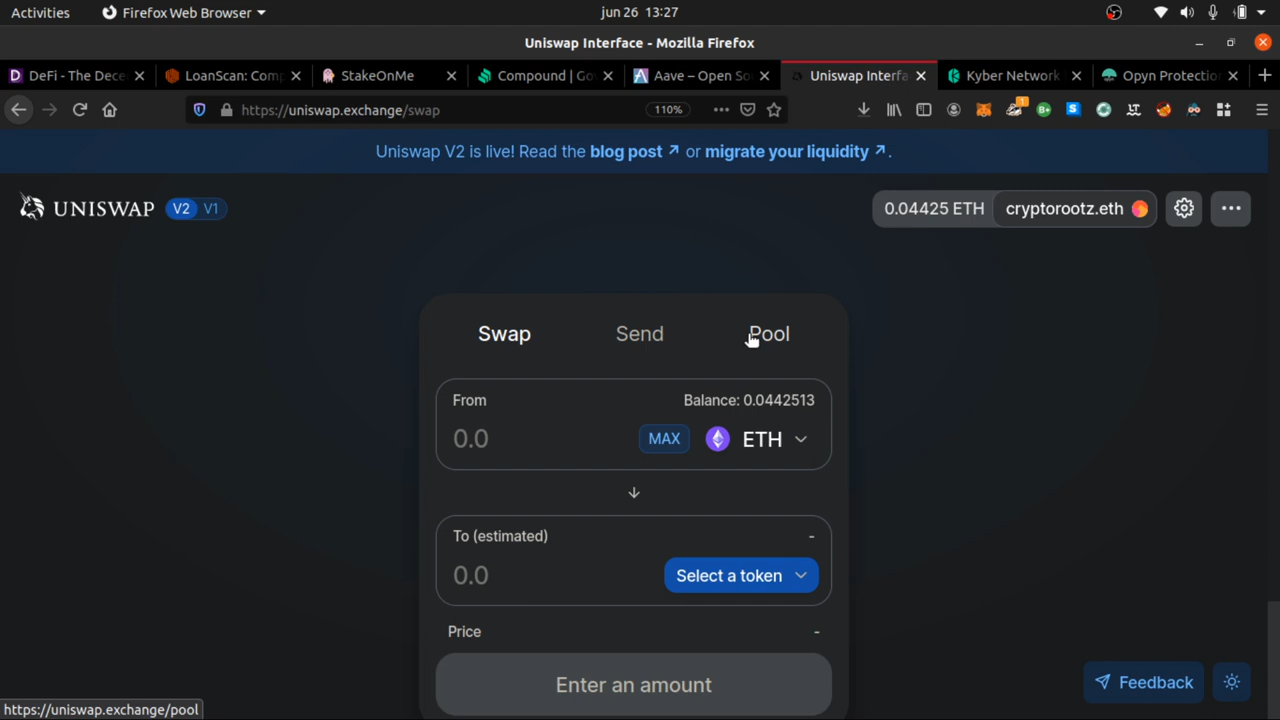 Activities Firefox Web Browser jun 26 13:27
Uniswap Interface - Mozilla Firefox
DeFi - The Dece LoanScan: Comp StakeOnMe Compound | Go Aave – Open So Uniswap Interfa Kyber Network Opyn Protectio
https://uniswap.exchange/swap 110% 1 B+ S LT
Uniswap V2 is live! Read the blog post ↗ or migrate your liquidity ↗.
UNISWAP V2 V1 0.04425 ETH cryptorootz.eth
Swap Send Pool
From Balance: 0.0442513
0.0 MAX ETH
To (estimated) -
0.0 Select a token
Price -
Enter an amount
Feedback
https://uniswap.exchange/pool